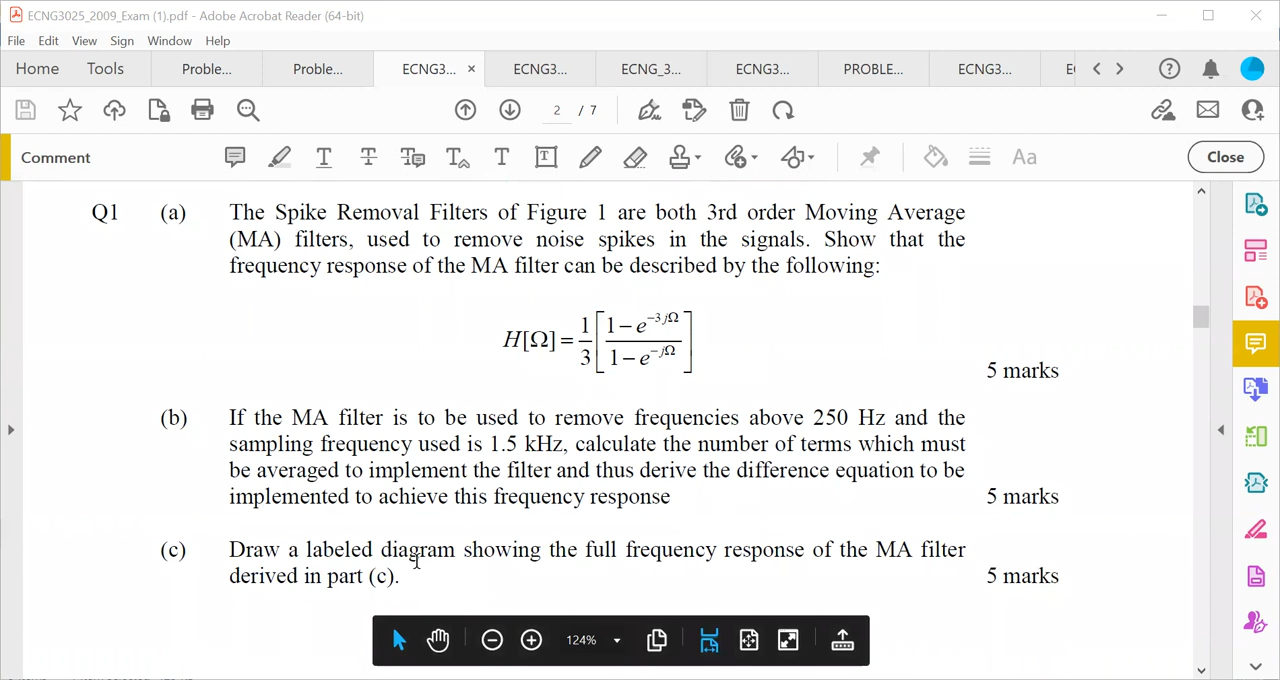 ECNG3025_2009_Exam (1).pdf - Adobe Acrobat Reader (64-bit)
File Edit View Sign Window Help
Home Tools Proble... Proble... ECNG3... × ECNG3... ECNG_3... ECNG3... PROBLE... ECNG3...
2 / 7
Comment Aa Close
Q1 (a) The Spike Removal Filters of Figure 1 are both 3rd order Moving Average
(MA) filters, used to remove noise spikes in the signals. Show that the
frequency response of the MA filter can be described by the following:
H[Ω] = 1/3 [ (1 − e^{−3jΩ}) / (1 − e^{−jΩ}) ]
5 marks
(b) If the MA filter is to be used to remove frequencies above 250 Hz and the
sampling frequency used is 1.5 kHz, calculate the number of terms which must
be averaged to implement the filter and thus derive the difference equation to be
implemented to achieve this frequency response 5 marks
(c) Draw a labeled diagram showing the full frequency response of the MA filter
derived in part (c). 5 marks
124%